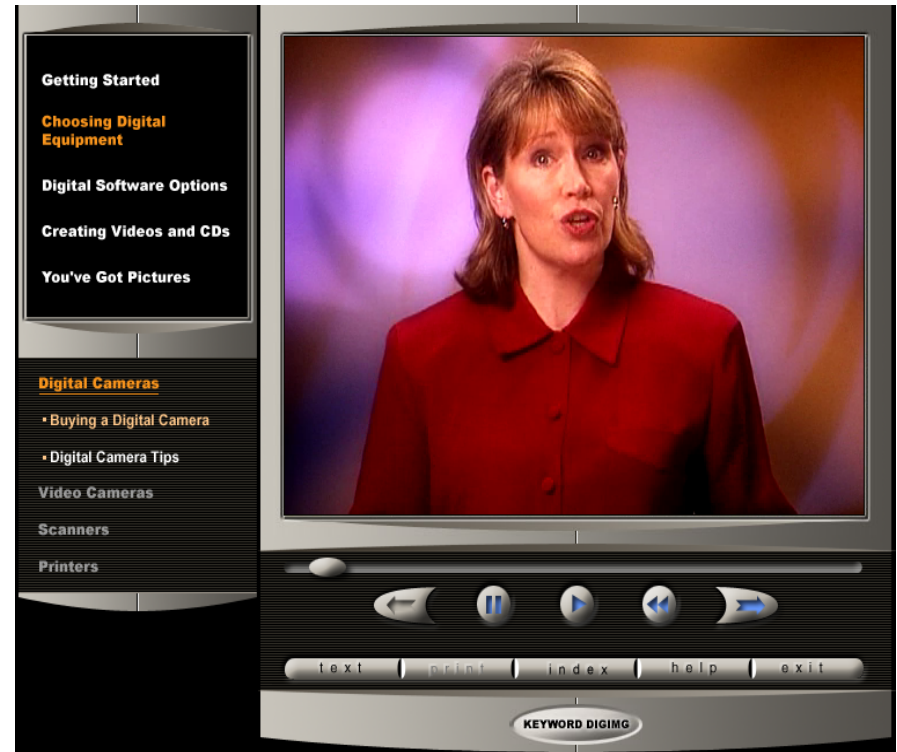 Getting Started
Choosing Digital
Equipment
Digital Software Options
Creating Videos and CDs
You've Got Pictures
Digital Cameras
Buying a Digital Camera
Digital Camera Tips
Video Cameras
Scanners
Printers
text print index help exit
KEYWORD DIGIMG